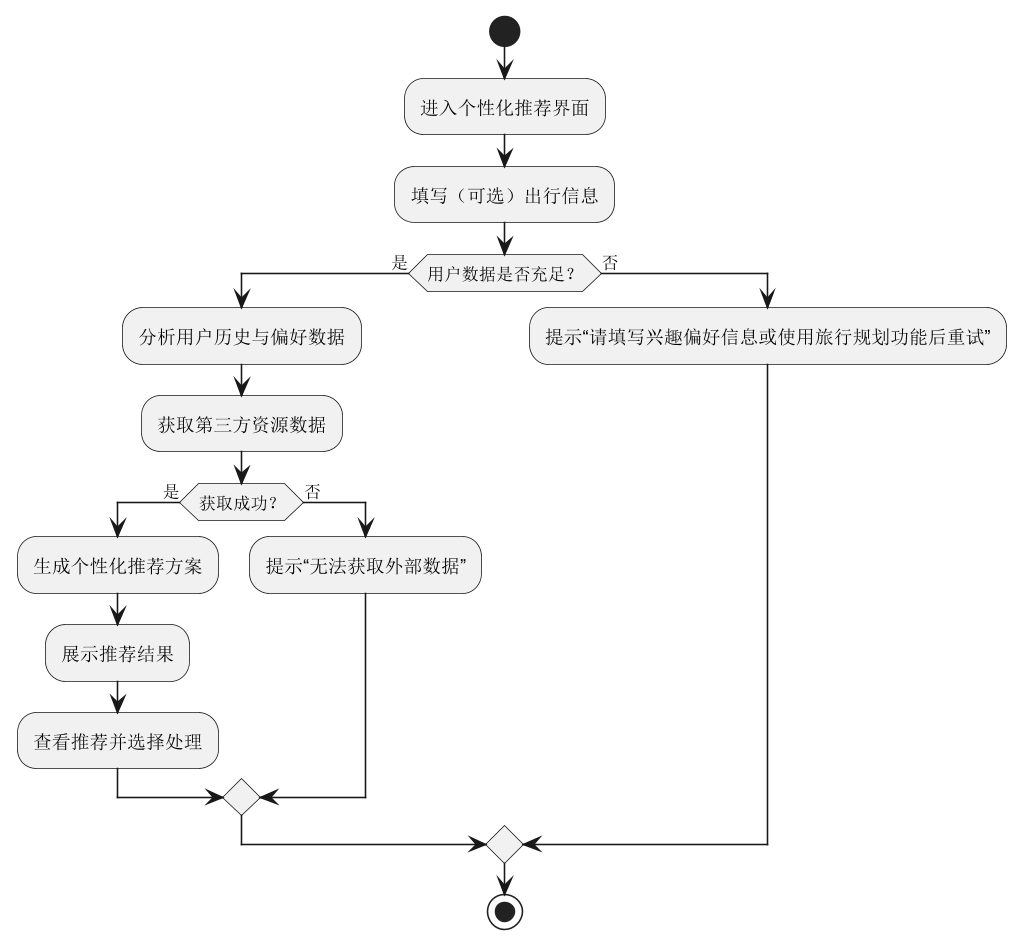 进入个性化推荐界面
填写（可选）出行信息
是
用户数据是否充足？
否
分析用户历史与偏好数据
提示“请填写兴趣偏好信息或使用旅行规划功能后重试”
获取第三方资源数据
是
获取成功？
否
生成个性化推荐方案
提示“无法获取外部数据”
展示推荐结果
查看推荐并选择处理